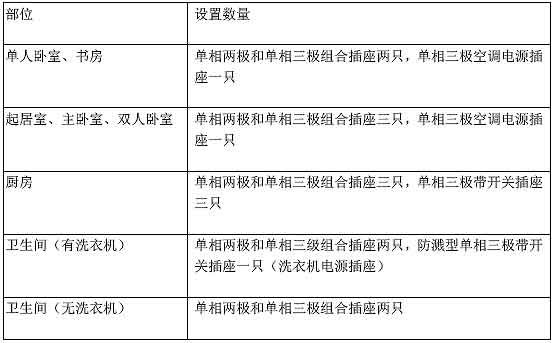 部位
设置数量
单人卧室、书房
单相两极和单相三极组合插座两只，单相三极空调电源插
座一只
起居室、主卧室、双人卧室
单相两极和单相三极组合插座三只，单相三极空调电源插
座一只
厨房
单相两极和单相三极组合插座三只，单相三极带开关插座
三只
卫生间（有洗衣机）
单相两极和单相三级组合插座两只，防溅型单相三极带开
关插座一只（洗衣机电源插座）
卫生间（无洗衣机）
单相两极和单相三极组合插座两只